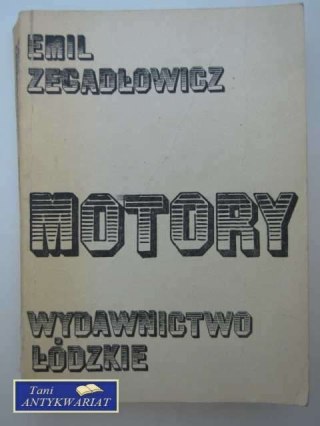 EMIL
ZEGADŁOWICZ
MOTORY
WYDAWNICTWO
ŁÓDZKIE
Tani
ANTYKWARIAT